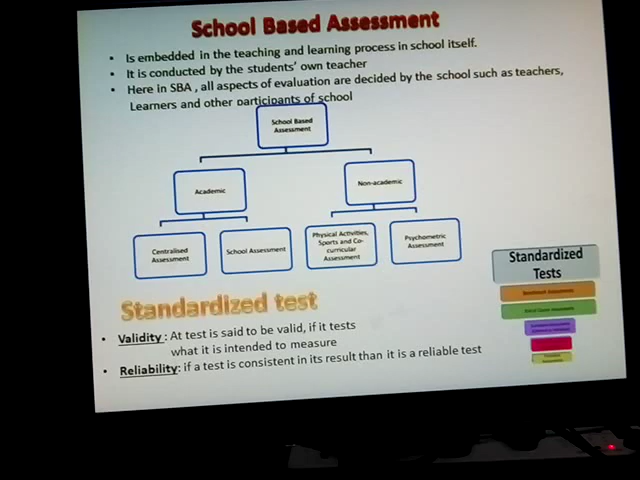 School Based Assessment
• Is embedded in the teaching and learning process in school itself.
• It is conducted by the students' own teacher
• Here in SBA , all aspects of evaluation are decided by the school such as teachers,
Learners and other participants of school
School Based
Assessment
Academic
Non-academic
Centralised
Assessment
School Assessment
Physical Activities,
Sports and Co-
curricular
Assessment
Psychometric
Assessment
Standardized
Tests
Standardized test
• Validity : At test is said to be valid, if it tests
what it is intended to measure
• Reliability: if a test is consistent in its result than it is a reliable test